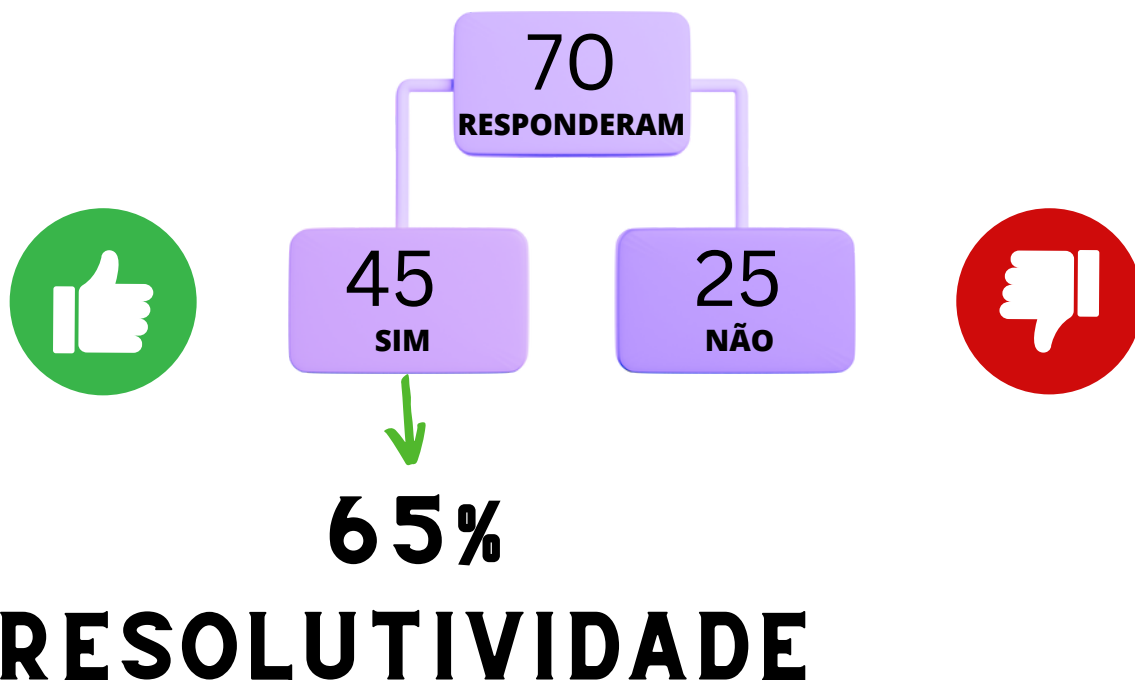 70
RESPONDERAM
45
SIM
25
NÃO
65%
RESOLUTIVIDADE